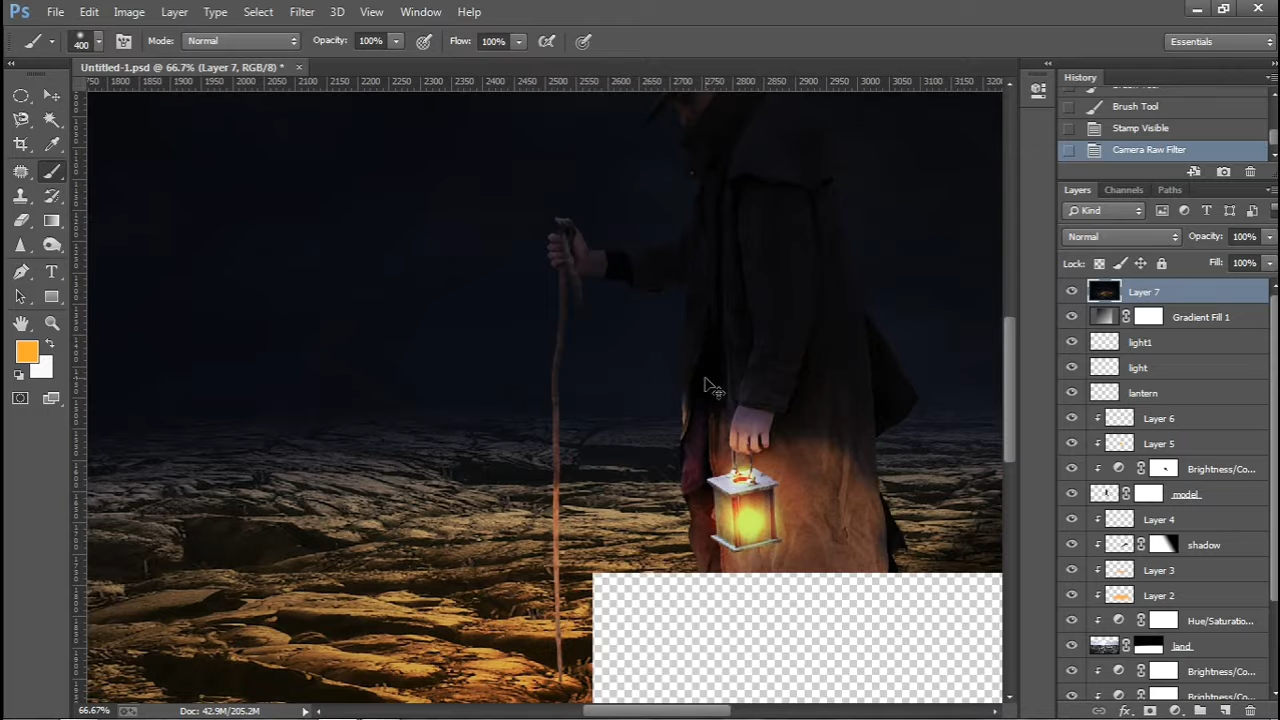 Ps File Edit Image Layer Type Select Filter 3D View Window Help
400 Mode: Normal Opacity: 100% Flow: 100% Essentials
Untitled-1.psd @ 66.7% (Layer 7, RGB/8) *
750 1800 1850 1900 1950 2000 2050 2100 2150 2200 2250 2300 2350 2400 2450 2500 2550 2600 2650 2700 2750 2800 2850 2900 2950 3000 3050 3100 3150 3200
History
Brush Tool
Stamp Visible
Camera Raw Filter
Layers Channels Paths
Kind
Normal Opacity: 100%
Lock: Fill: 100%
Layer 7
Gradient Fill 1
light1
light
lantern
Layer 6
Layer 5
Brightness/Co...
model
Layer 4
shadow
Layer 3
Layer 2
Hue/Saturatio...
land
Brightness/Co...
Brightness/Co...
66.67% Doc: 42.9M/205.2M